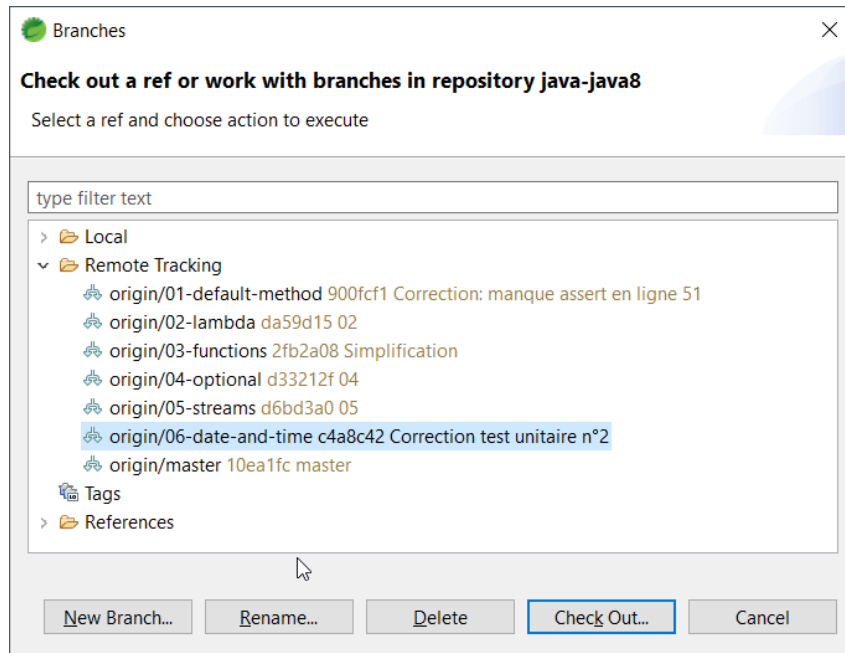 Branches
Check out a ref or work with branches in repository java-java8
Select a ref and choose action to execute
type filter text
Local
Remote Tracking
origin/01-default-method 900fcf1 Correction: manque assert en ligne 51
origin/02-lambda da59d15 02
origin/03-functions 2fb2a08 Simplification
origin/04-optional d33212f 04
origin/05-streams d6bd3a0 05
origin/06-date-and-time c4a8c42 Correction test unitaire n°2
origin/master 10ea1fc master
Tags
References
New Branch... Rename... Delete Check Out... Cancel